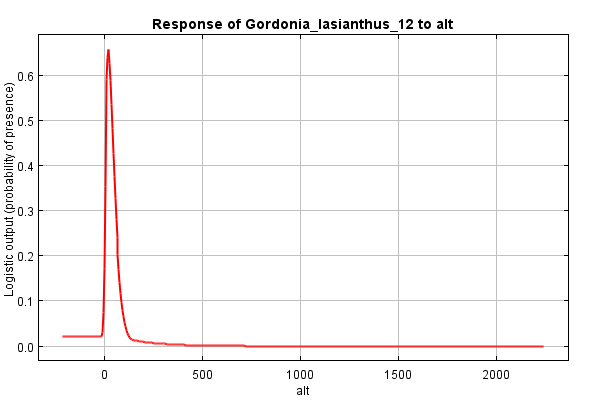 Response of Gordonia_lasianthus_12 to alt
Logistic output (probability of presence)
0.6
0.5
0.4
0.3
0.2
0.1
0.0
0 500 1000 1500 2000
alt